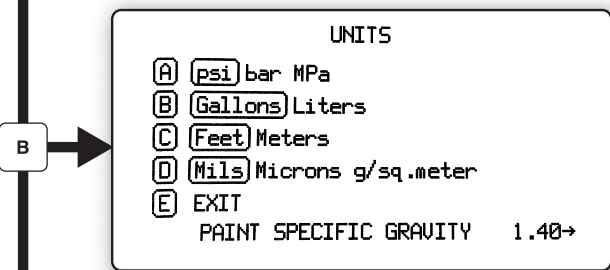 UNITS
A psi bar MPa
B Gallons Liters
C Feet Meters
B
D Mils Microns g/sq.meter
E EXIT
PAINT SPECIFIC GRAVITY 1.40→